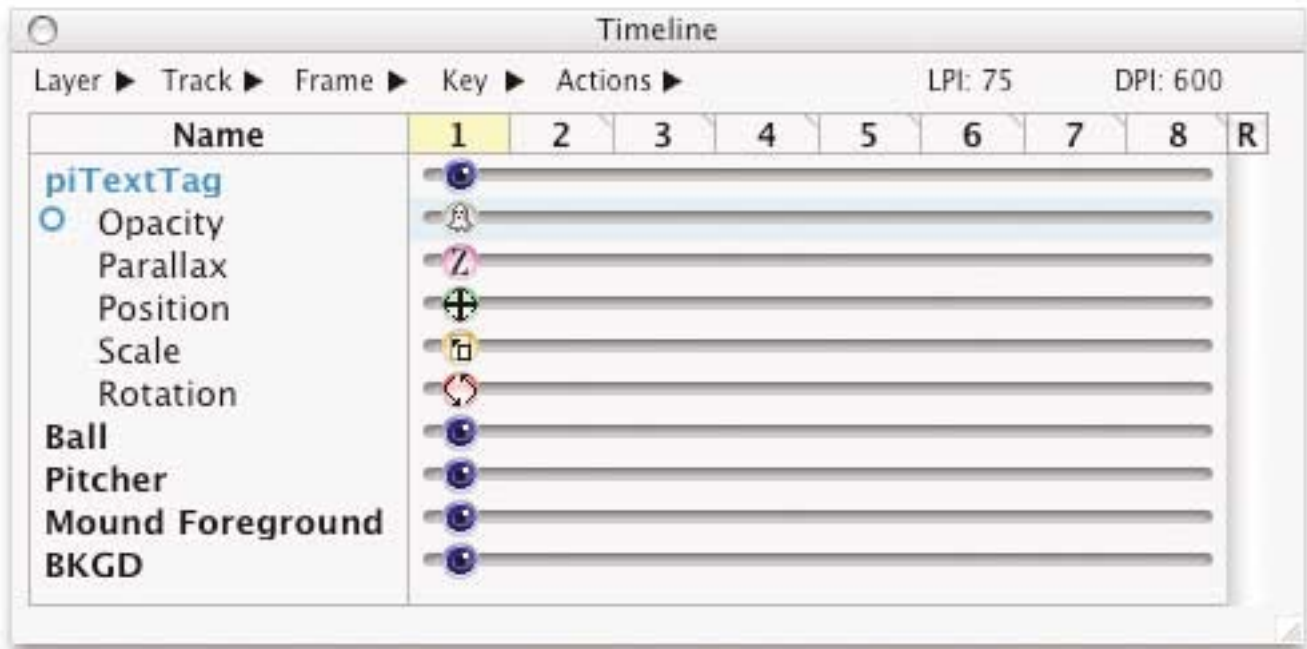 Timeline
Layer ▶ Track ▶ Frame ▶ Key ▶ Actions ▶ LPI: 75 DPI: 600
Name 1 2 3 4 5 6 7 8 R
piTextTag
Opacity
Parallax
Z
Position
Scale
Rotation
Ball
Pitcher
Mound Foreground
BKGD